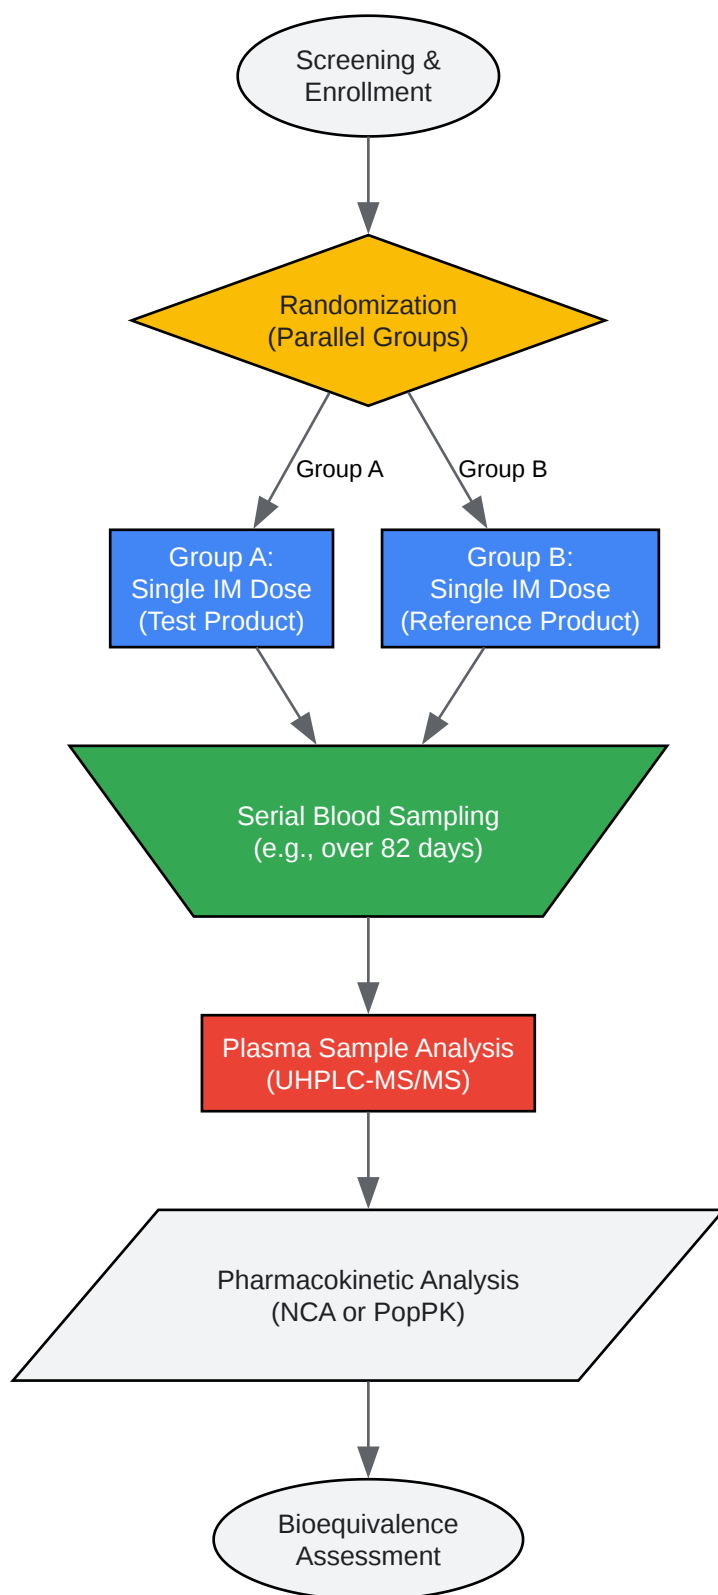 Screening &
Enrollment
Randomization
(Parallel Groups)
Group A
Group B
Group A:
Single IM Dose
(Test Product)
Group B:
Single IM Dose
(Reference Product)
Serial Blood Sampling
(e.g., over 82 days)
Plasma Sample Analysis
(UHPLC-MS/MS)
Pharmacokinetic Analysis
(NCA or PopPK)
Bioequivalence
Assessment